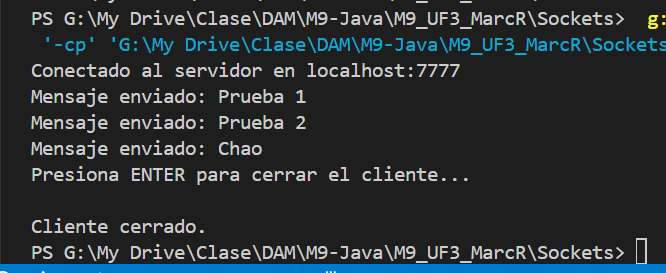 PS G:\My Drive\Clase\DAM\M9-Java\M9_UF3_MarcR\Sockets>  g:
 '-cp' 'G:\My Drive\Clase\DAM\M9-Java\M9_UF3_MarcR\Sockets
Conectado al servidor en localhost:7777
Mensaje enviado: Prueba 1
Mensaje enviado: Prueba 2
Mensaje enviado: Chao
Presiona ENTER para cerrar el cliente...
Cliente cerrado.
PS G:\My Drive\Clase\DAM\M9-Java\M9_UF3_MarcR\Sockets>